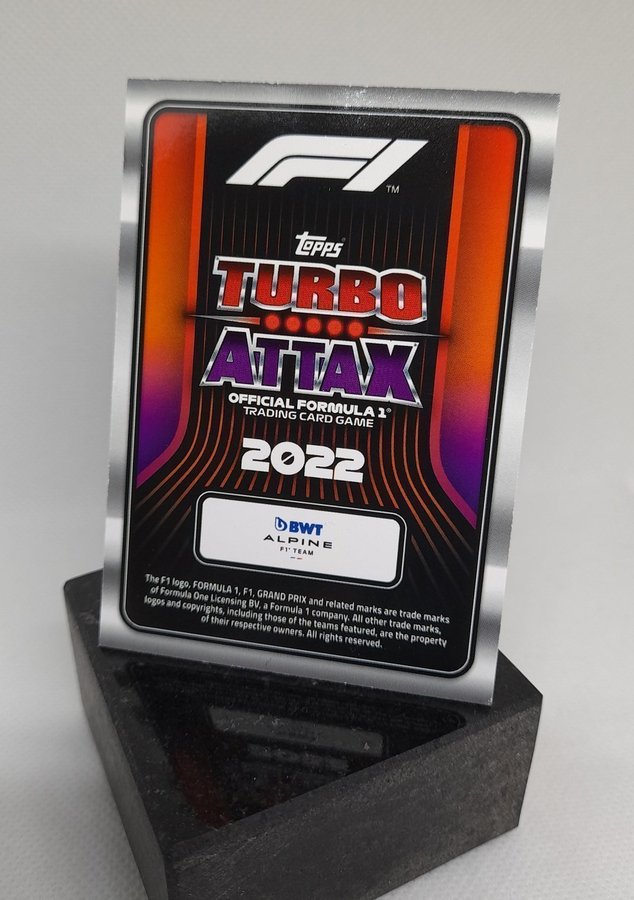 F1 ™
Topps
TURBO
ATTAX
OFFICIAL FORMULA 1®
TRADING CARD GAME
2022
BWT
ALPINE
F1® TEAM
The F1 logo, FORMULA 1, F1, GRAND PRIX and related marks are trade marks
of Formula One Licensing BV, a Formula 1 company. All other trade marks,
logos and copyrights, including those of the teams featured, are the property
of their respective owners. All rights reserved.